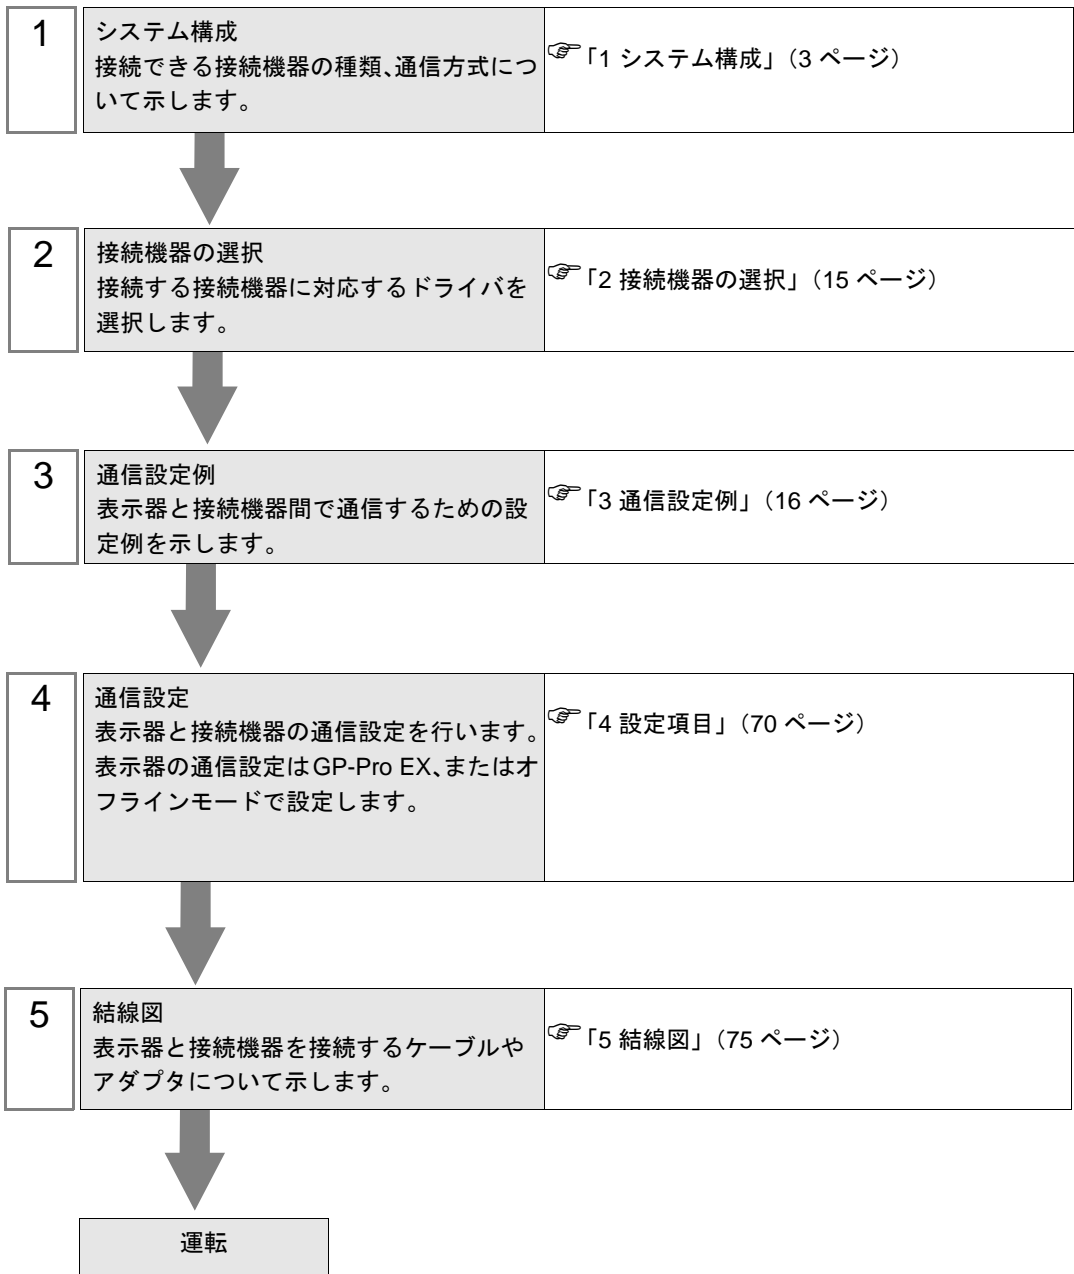 1
システム構成
接続できる接続機器の種類、通信方式につ
いて示します。
☞「1 システム構成」（3 ページ）
2
接続機器の選択
接続する接続機器に対応するドライバを
選択します。
☞「2 接続機器の選択」（15 ページ）
3
通信設定例
表示器と接続機器間で通信するための設
定例を示します。
☞「3 通信設定例」（16 ページ）
4
通信設定
表示器と接続機器の通信設定を行います。
表示器の通信設定はGP-Pro EX、またはオ
フラインモードで設定します。
☞「4 設定項目」（70 ページ）
5
結線図
表示器と接続機器を接続するケーブルや
アダプタについて示します。
☞「5 結線図」（75 ページ）
運転